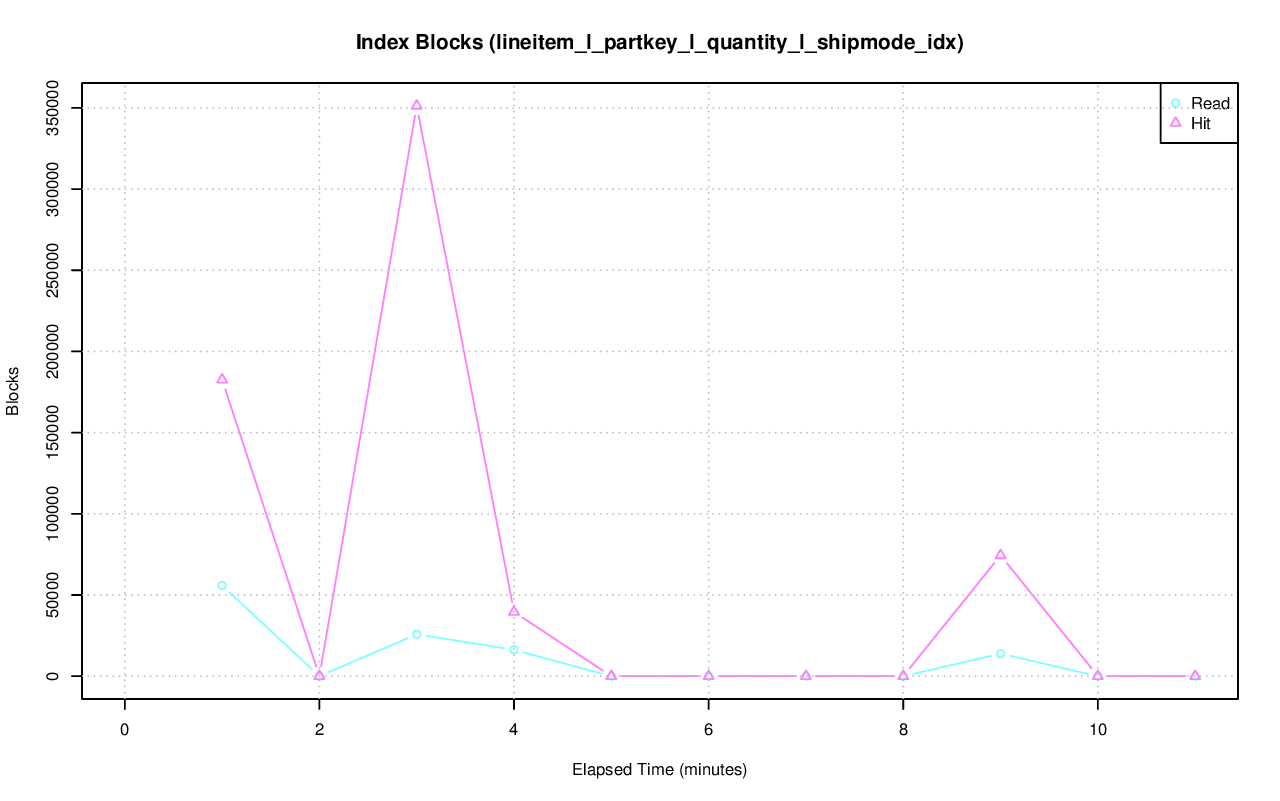 Index Blocks (lineitem_l_partkey_l_quantity_l_shipmode_idx)
Read
Hit
Blocks
350000
300000
250000
200000
150000
100000
50000
0
0 2 4 6 8 10
Elapsed Time (minutes)